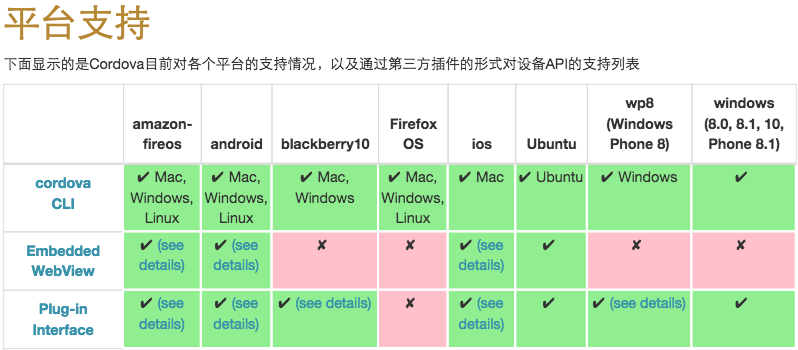 平台支持
下面显示的是Cordova目前对各个平台的支持情况，以及通过第三方插件的形式对设备API的支持列表
amazon-fireos android blackberry10 Firefox OS ios Ubuntu wp8 (Windows Phone 8) windows (8.0, 8.1, 10, Phone 8.1)
cordova CLI ✔ Mac, Windows, Linux ✔ Mac, Windows, Linux ✔ Mac, Windows ✔ Mac, Windows, Linux ✔ Mac ✔ Ubuntu ✔ Windows ✔
Embedded WebView ✔ (see details) ✔ (see details) ✘ ✘ ✔ (see details) ✔ ✘ ✘
Plug-in Interface ✔ (see details) ✔ (see details) ✔ (see details) ✘ ✔ (see details) ✔ ✔ (see details) ✔